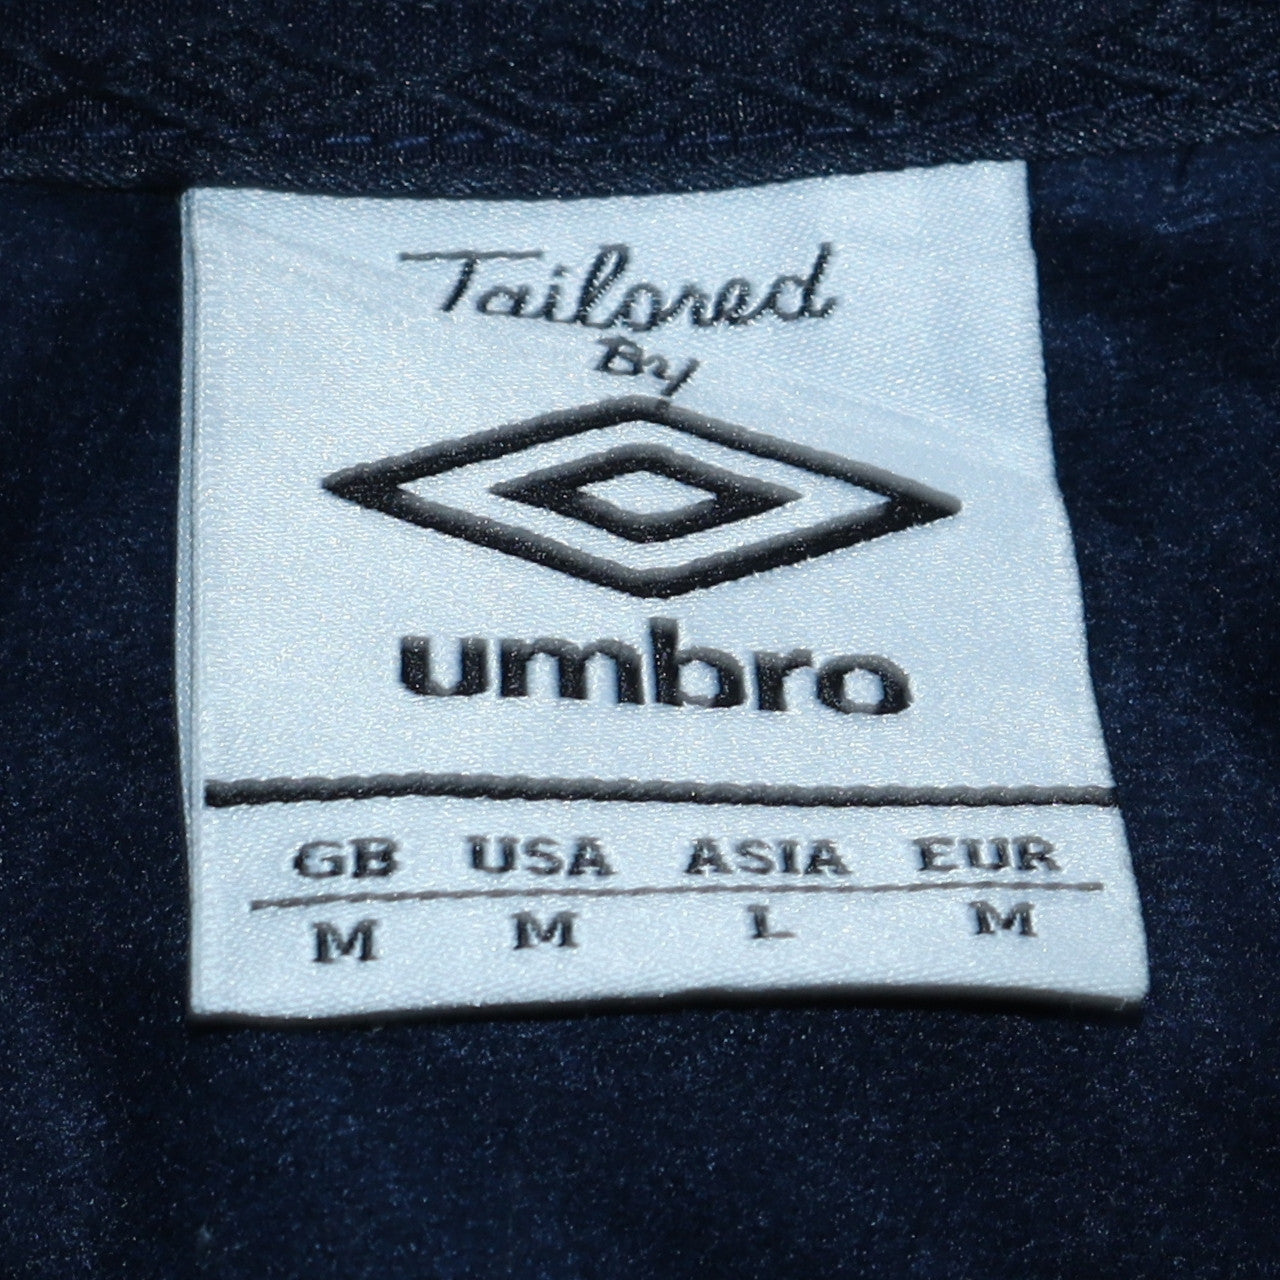 Tailored
By
umbro
GB USA ASIA EUR
M M L M